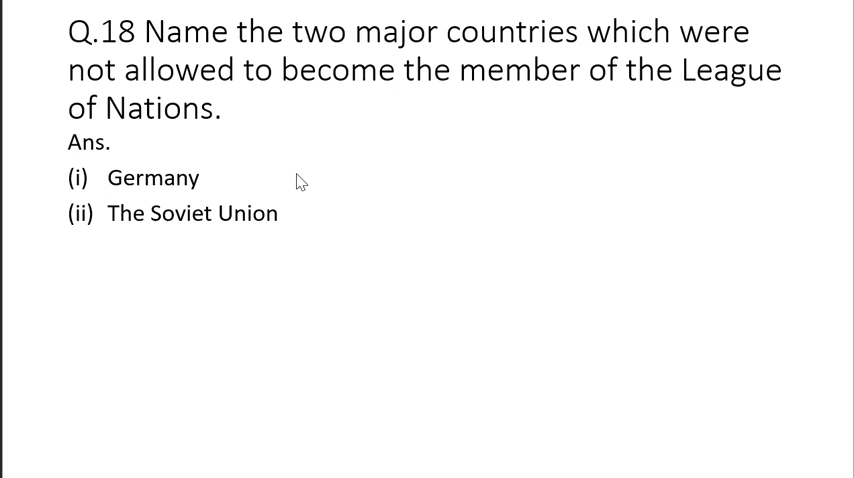 Q.18 Name the two major countries which were
not allowed to become the member of the League
of Nations.
Ans.
(i) Germany
(ii) The Soviet Union